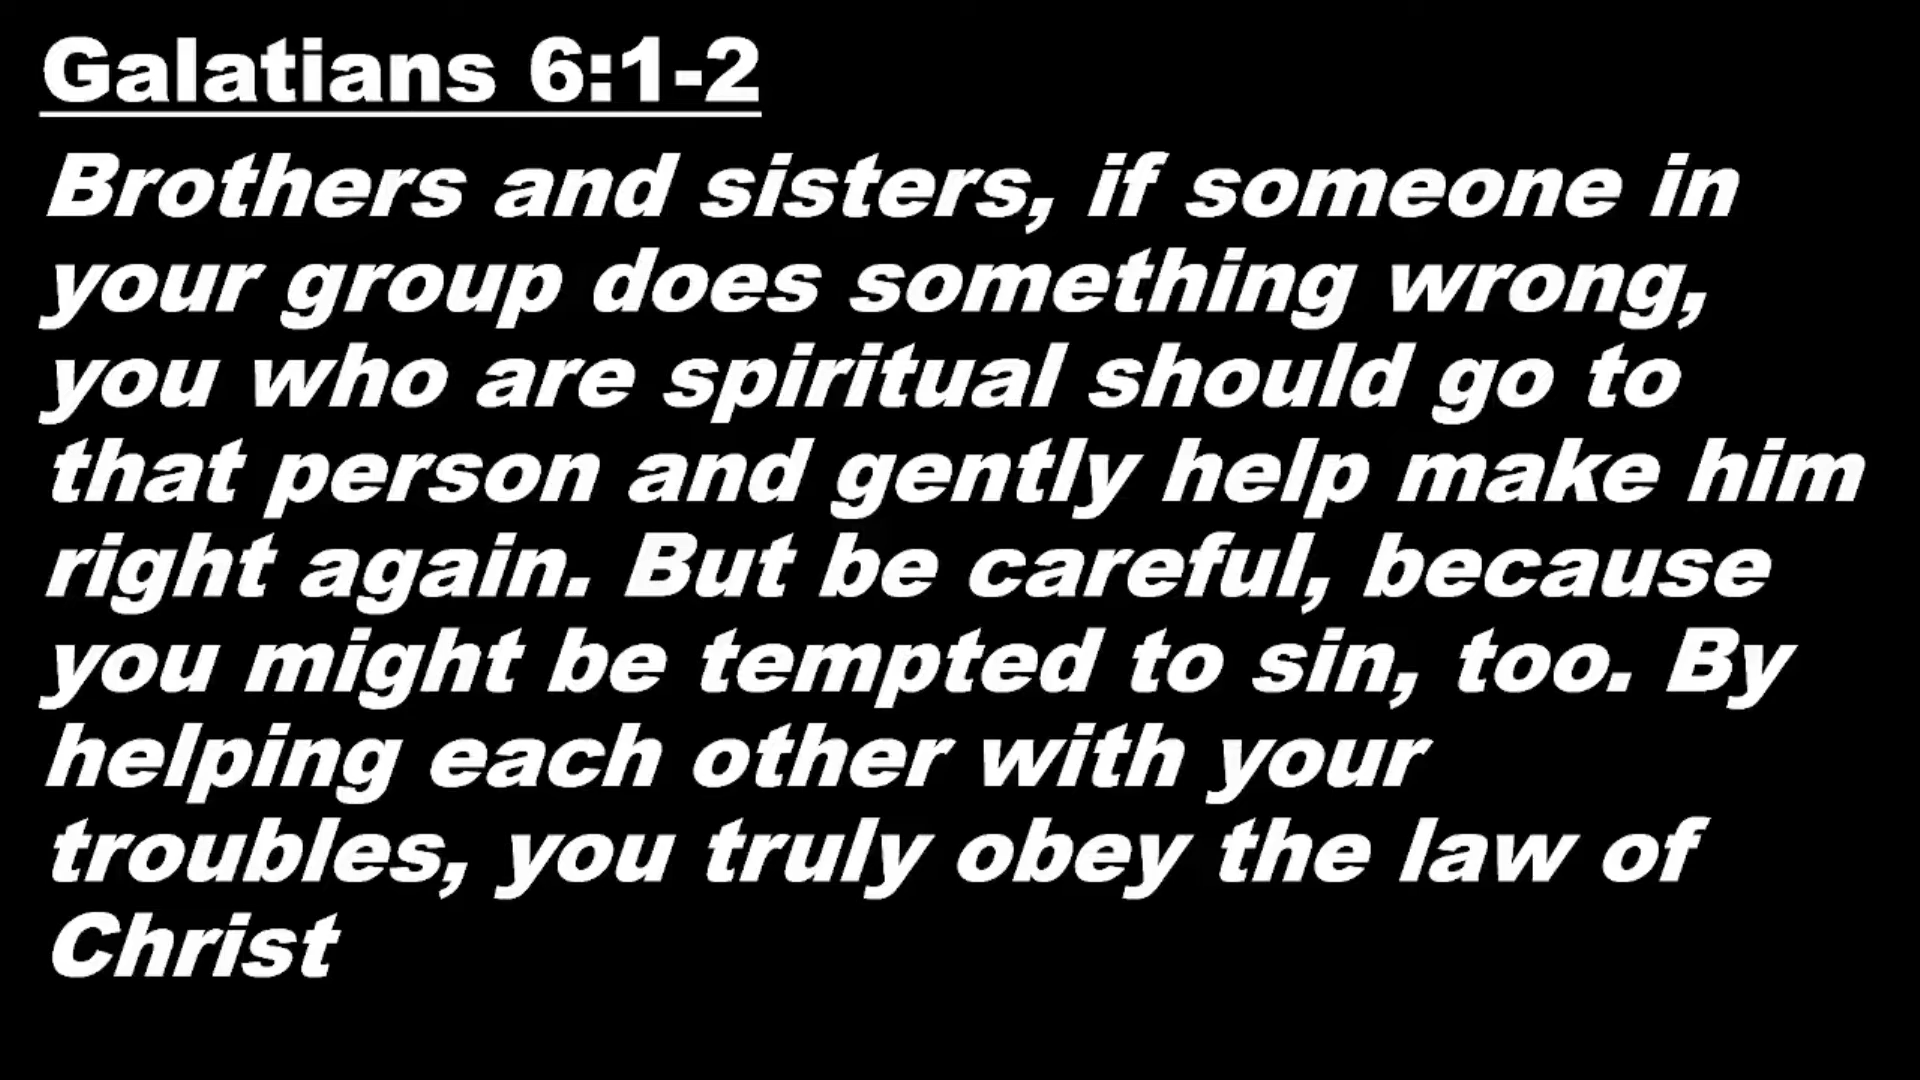 Galatians 6:1-2
Brothers and sisters, if someone in
your group does something wrong,
you who are spiritual should go to
that person and gently help make him
right again. But be careful, because
you might be tempted to sin, too. By
helping each other with your
troubles, you truly obey the law of
Christ